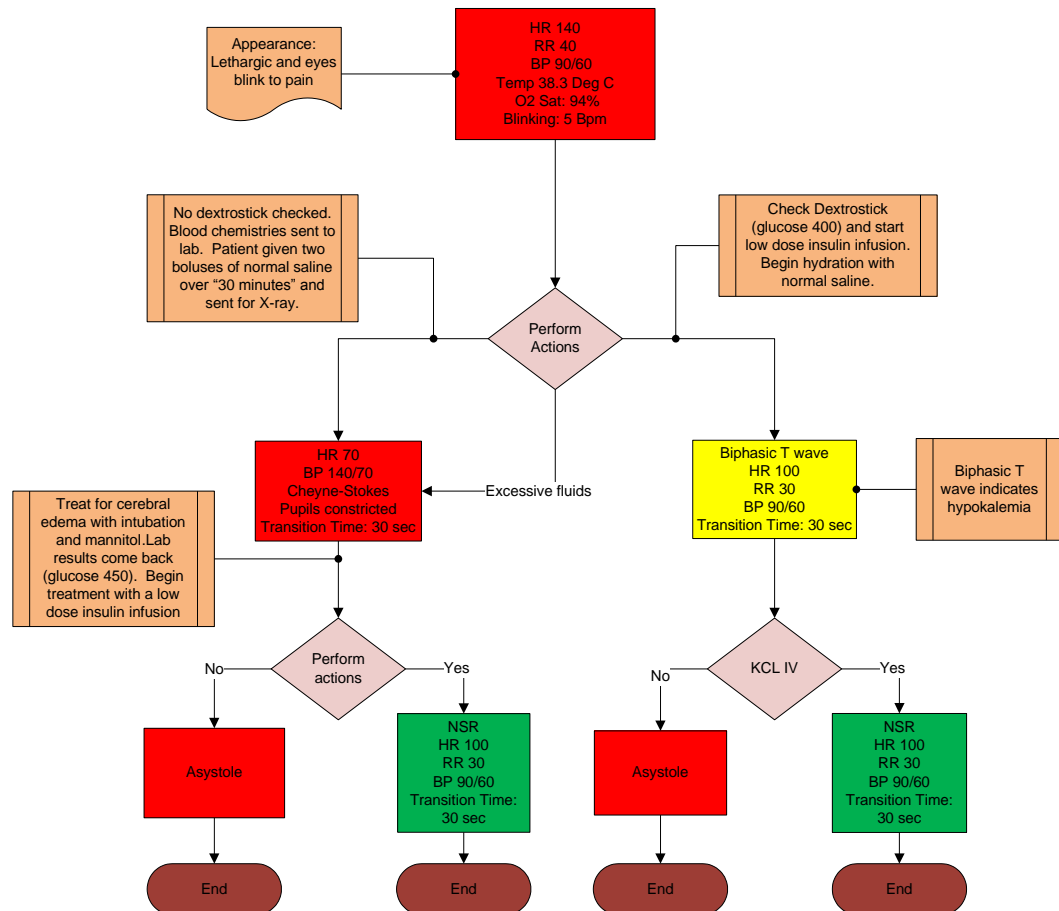 HR 140
RR 40
BP 90/60
Temp 38.3 Deg C
O2 Sat: 94%
Blinking: 5 Bpm
Appearance:
Lethargic and eyes
blink to pain
No dextrostick checked.
Blood chemistries sent to
lab. Patient given two
boluses of normal saline
over “30 minutes” and
sent for X-ray.
Check Dextrostick
(glucose 400) and start
low dose insulin infusion.
Begin hydration with
normal saline.
Perform
Actions
HR 70
BP 140/70
Cheyne-Stokes
Pupils constricted
Transition Time: 30 sec
Excessive fluids
Biphasic T wave
HR 100
RR 30
BP 90/60
Transition Time: 30 sec
Biphasic T
wave indicates
hypokalemia
Treat for cerebral
edema with intubation
and mannitol.Lab
results come back
(glucose 450). Begin
treatment with a low
dose insulin infusion
No
Perform
actions
Yes
No
KCL IV
Yes
Asystole
NSR
HR 100
RR 30
BP 90/60
Transition Time:
30 sec
Asystole
NSR
HR 100
RR 30
BP 90/60
Transition Time:
30 sec
End
End
End
End